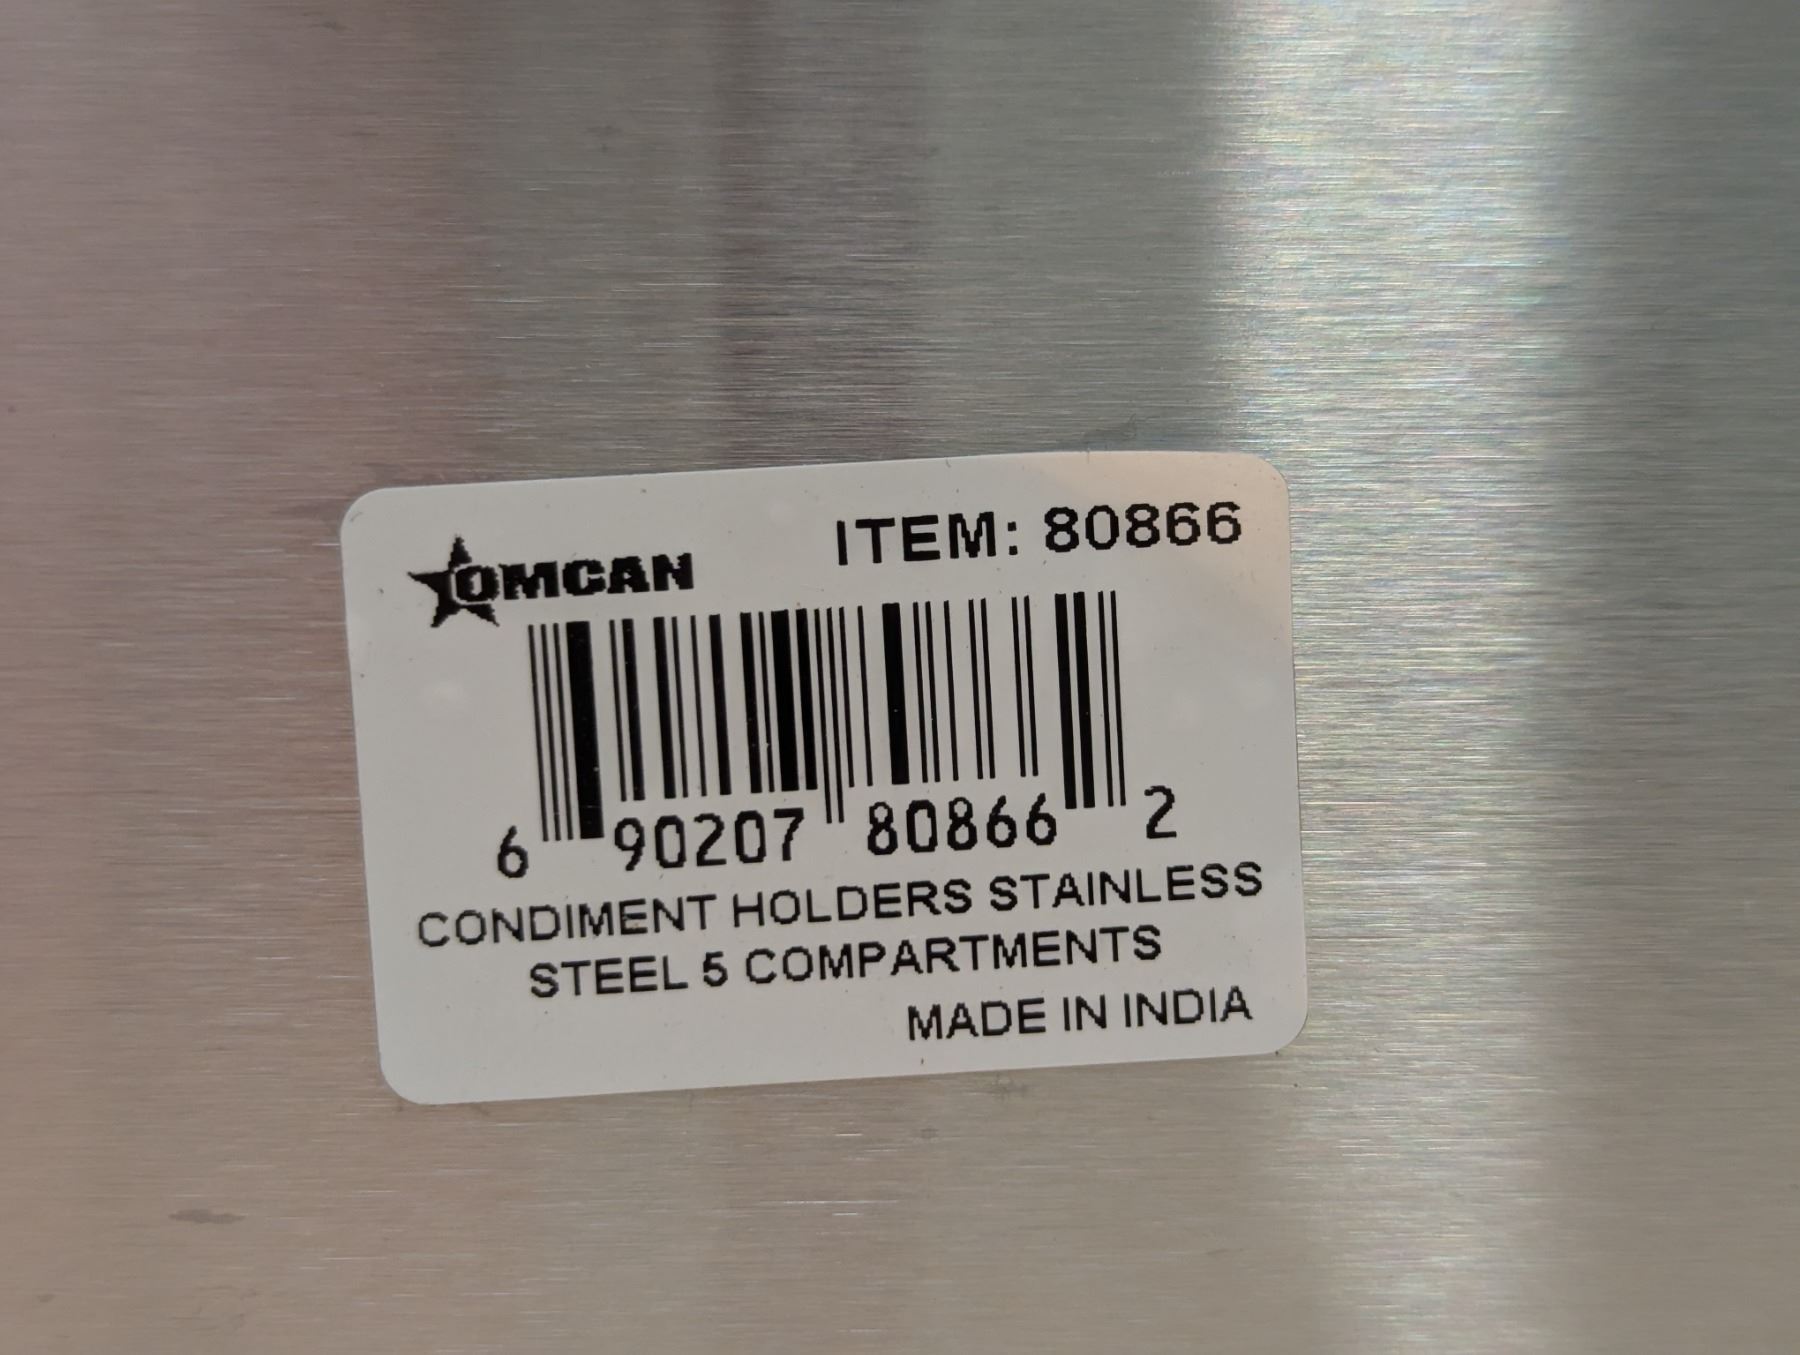 OMCAN
ITEM: 80866
6 90207 80866 2
CONDIMENT HOLDERS STAINLESS
STEEL 5 COMPARTMENTS
MADE IN INDIA